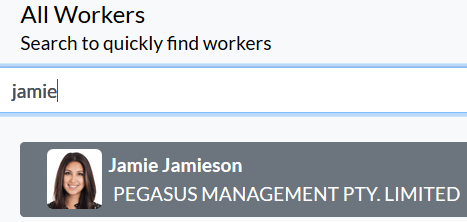 All Workers
Search to quickly find workers
jamie
Jamie Jamieson
PEGASUS MANAGEMENT PTY. LIMITED